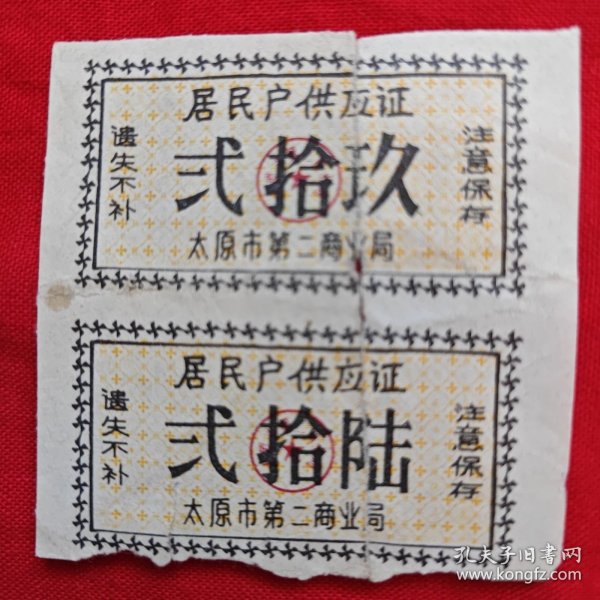 居民户供应证
遗失不补
弍拾玖
注意保存
太原市第二商业局
居民户供应证
遗失不补
弍拾陆
注意保存
太原市第二商业局
孔夫子旧书网
www.kongfz.com